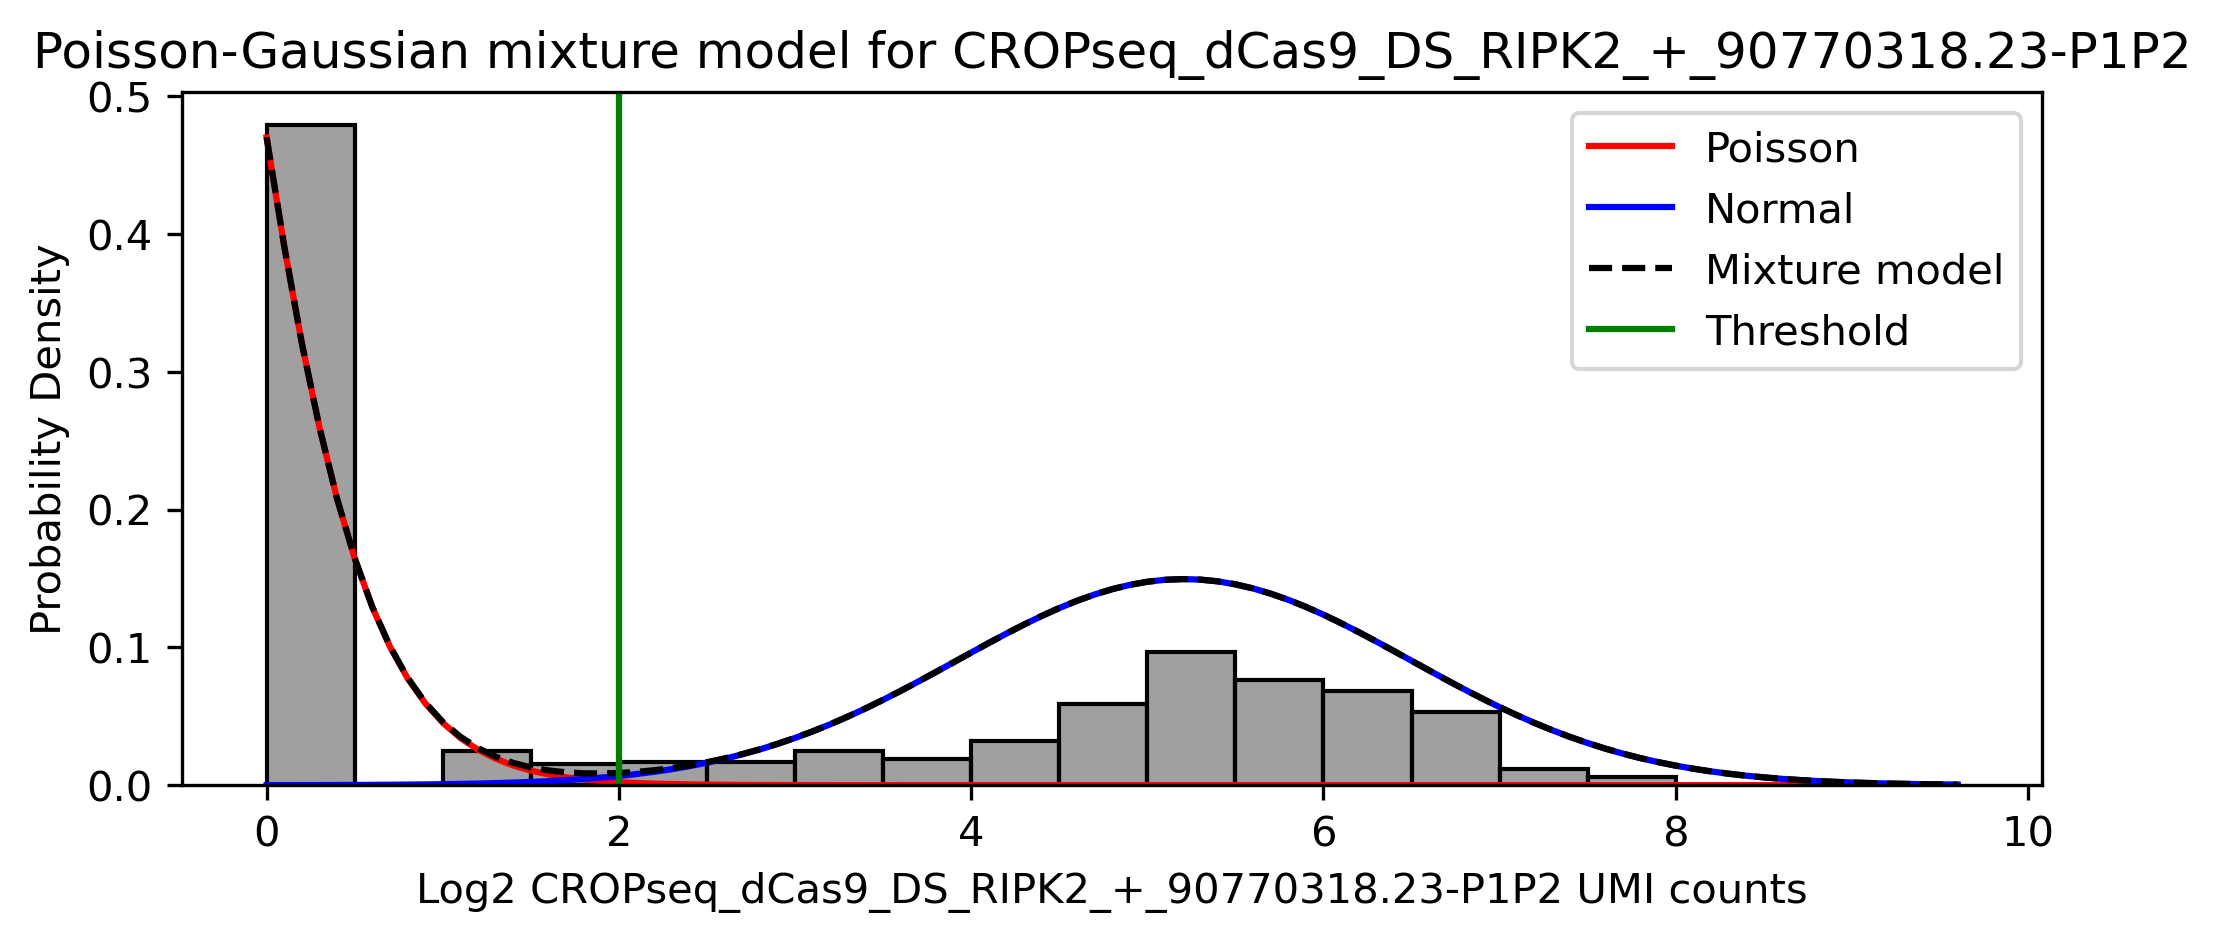 Poisson-Gaussian mixture model for CROPseq_dCas9_DS_RIPK2_+_90770318.23-P1P2
0.5
0.4
0.3
0.2
0.1
0.0
Probability Density
Poisson
Normal
Mixture model
Threshold
0 2 4 6 8 10
Log2 CROPseq_dCas9_DS_RIPK2_+_90770318.23-P1P2 UMI counts